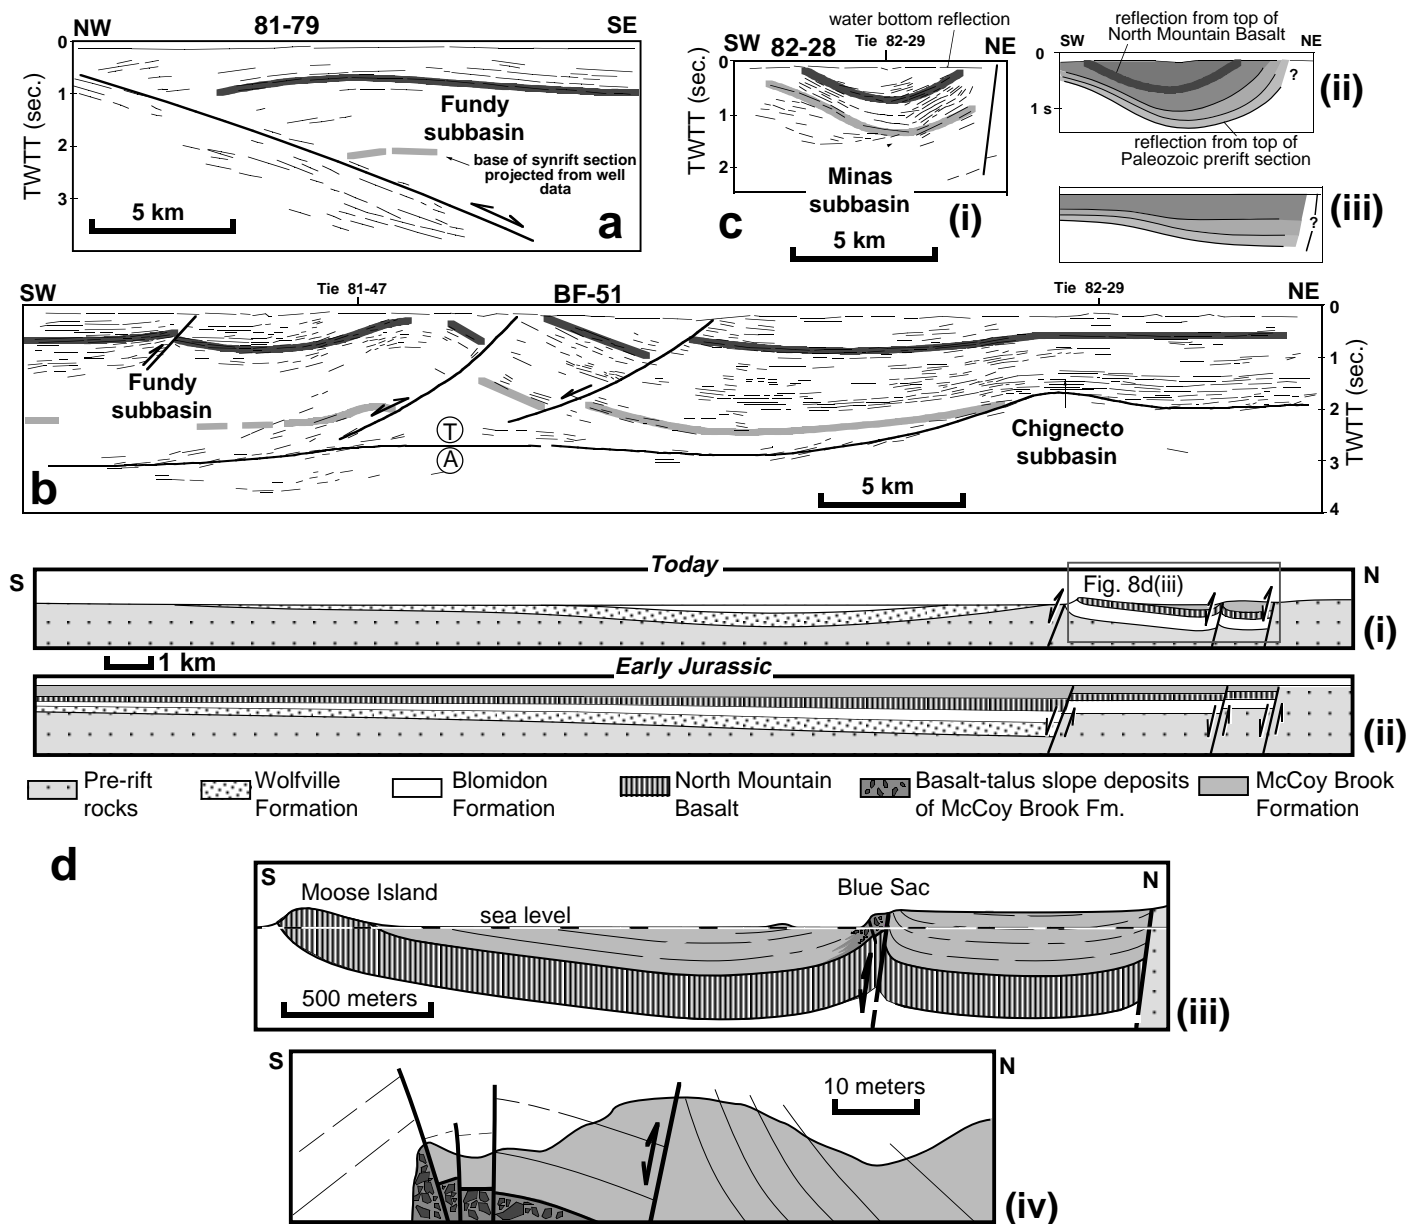 NW
81-79
SE
0
1
2
3
TWTT (sec.)
Fundy
subbasin
base of synrift section
projected from well
data
5 km
a
water bottom reflection
SW
82-28
Tie 82-29
NE
0
1
2
TWTT (sec.)
Minas
subbasin
c
(i)
5 km
reflection from top of
North Mountain Basalt
SW
NE
0
1 s
?
(ii)
reflection from top of
Paleozoic prerift section
?
(iii)
SW
Tie 81-47
BF-51
Tie 82-29
NE
0
1
2
3
4
TWTT (sec.)
Fundy
subbasin
T
A
Chignecto
subbasin
b
5 km
Today
S
N
Fig. 8d(iii)
(i)
1 km
Early Jurassic
(ii)
Pre-rift
rocks
Wolfville
Formation
Blomidon
Formation
North Mountain
Basalt
Basalt-talus slope deposits
of McCoy Brook Fm.
McCoy Brook
Formation
d
S
Moose Island
Blue Sac
N
sea level
500 meters
(iii)
S
N
10 meters
(iv)